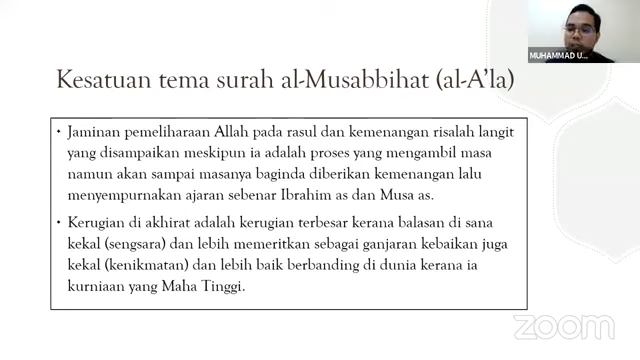 MUHAMMAD U...
Kesatuan tema surah al-Musabbihat (al-A'la)
• Jaminan pemeliharaan Allah pada rasul dan kemenangan risalah langit
yang disampaikan meskipun ia adalah proses yang mengambil masa
namun akan sampai masanya baginda diberikan kemenangan lalu
menyempurnakan ajaran sebenar Ibrahim as dan Musa as.
• Kerugian di akhirat adalah kerugian terbesar kerana balasan di sana
kekal (sengsara) dan lebih memeritkan sebagai ganjaran kebaikan juga
kekal (kenikmatan) dan lebih baik berbanding di dunia kerana ia
kurniaan yang Maha Tinggi.
zoom